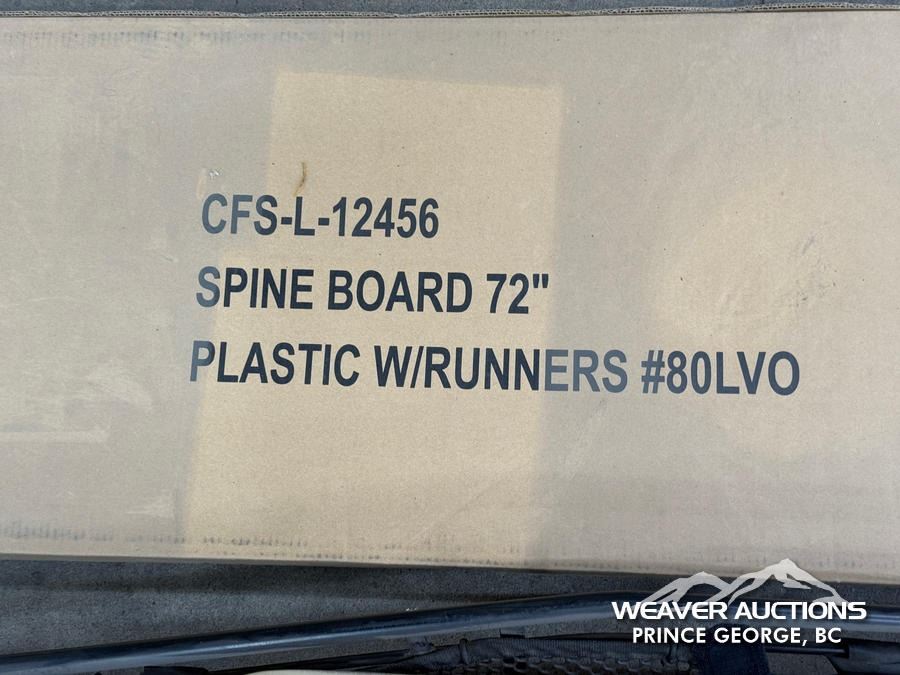 CFS-L-12456
SPINE BOARD 72"
PLASTIC W/RUNNERS #80LVO
WEAVER AUCTIONS
PRINCE GEORGE, BC